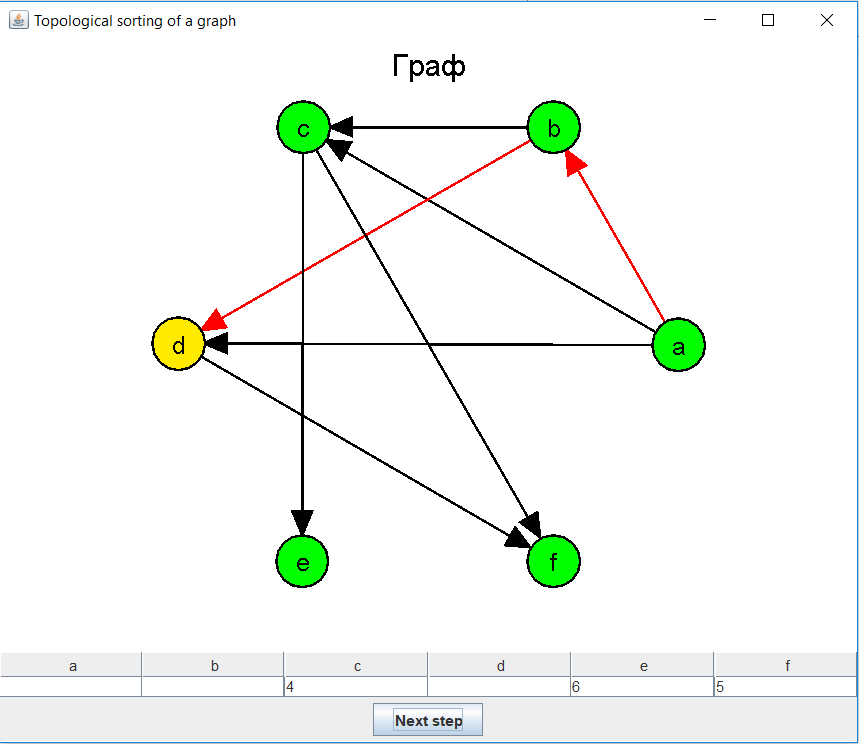 Topological sorting of a graph
Граф
c b
d a
e f
a b c d e f
4 6 5
Next step